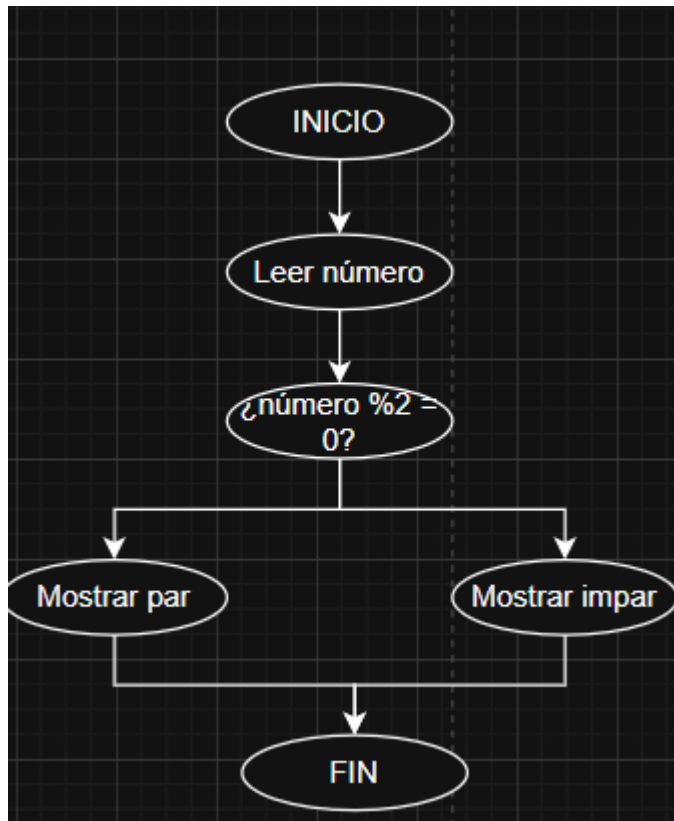 INICIO
Leer número
¿número %2 =
0?
Mostrar par
Mostrar impar
FIN